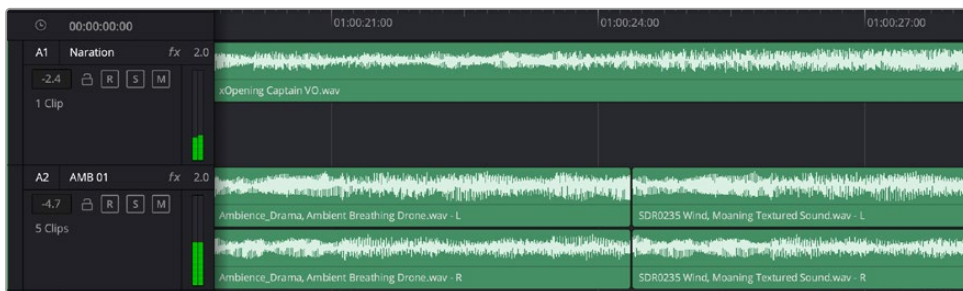 00:00:00:00 01:00:21:00 01:00:24:00 01:00:27:00
A1 Naration fx 2.0
-2.4 R S M
xOpening Captain VO.wav
1 Clip
A2 AMB 01 fx 2.0
-4.7 R S M
Ambience_Drama, Ambient Breathing Drone.wav - L SDR0235 Wind, Moaning Textured Sound.wav - L
5 Clips
Ambience_Drama, Ambient Breathing Drone.wav - R SDR0235 Wind, Moaning Textured Sound.wav - R